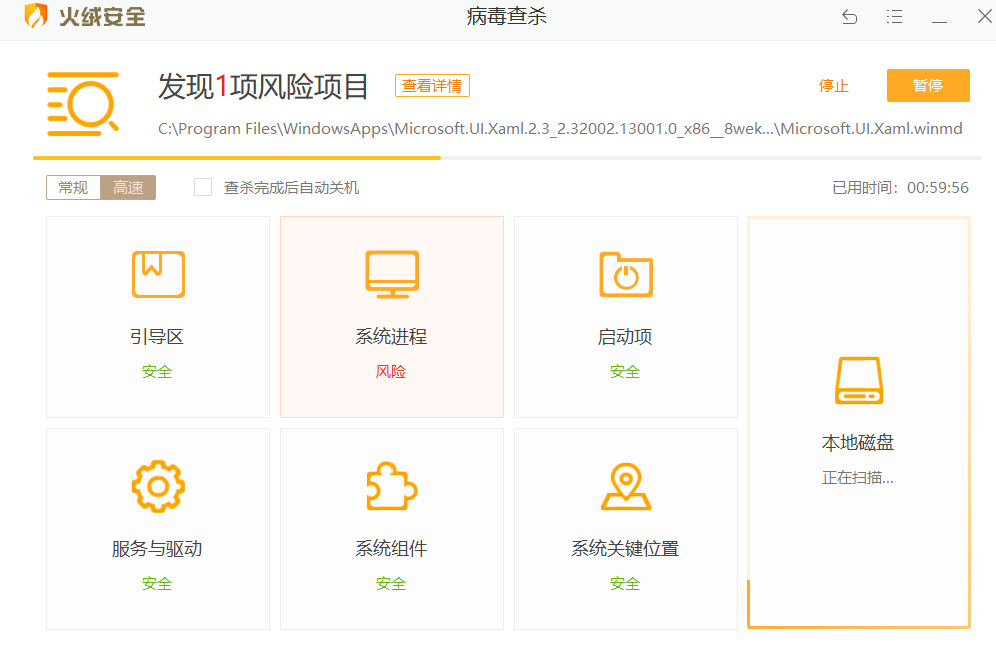 火绒安全
病毒查杀
发现1项风险项目
查看详情
停止
暂停
C:\Program Files\WindowsApps\Microsoft.UI.Xaml.2.3_2.32002.13001.0_x86__8wek...\Microsoft.UI.Xaml.winmd
常规
高速
查杀完成后自动关机
已用时间：00:59:56
引导区
安全
系统进程
风险
启动项
安全
本地磁盘
正在扫描...
服务与驱动
安全
系统组件
安全
系统关键位置
安全